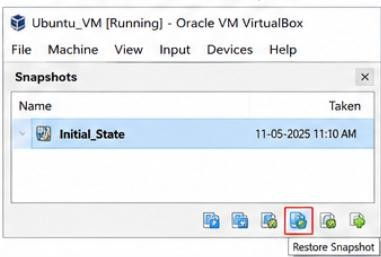 Ubuntu_VM [Running] - Oracle VM VirtualBox
File Machine View Input Devices Help
Snapshots
Name Taken
Initial_State 11-05-2025 11:10 AM
Restore Snapshot